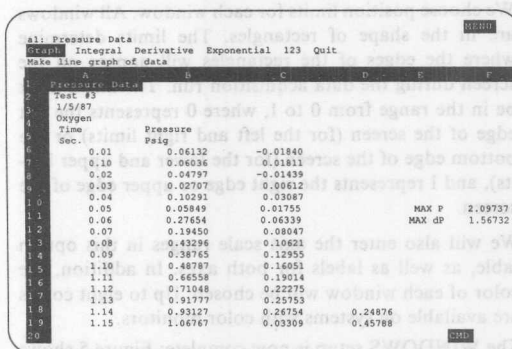 MENU
A1: Pressure Data
Graph Integral Derivative Exponential 123 Quit
Make line graph of data
A B C D E F
1 Pressure Data
2 Test #3
3 1/5/87
4 Oxygen
5 Time Pressure
Sec. Psig
6 0.01 0.06132 -0.01840
0.10 0.06036 0.01811
7 0.02 0.04797 -0.01439
8 0.03 0.02070 0.00612
9 0.04 0.10291 0.03087
10 0.05 0.05849 0.01755 MAX P 2.09737
11 0.06 0.27654 0.06339 MAX dP 1.56732
0.07 0.19450 0.08047
12 0.08 0.43296 0.10621
13 0.09 0.38765 0.12955
14 1.10 0.48787 0.16051
15 1.11 0.66558 0.19014
16 1.12 0.71048 0.22275
17 1.13 0.91777 0.25753
18 1.14 0.93127 0.26754 0.24876
19 1.15 1.06767 0.03309 0.45788
20 CMD